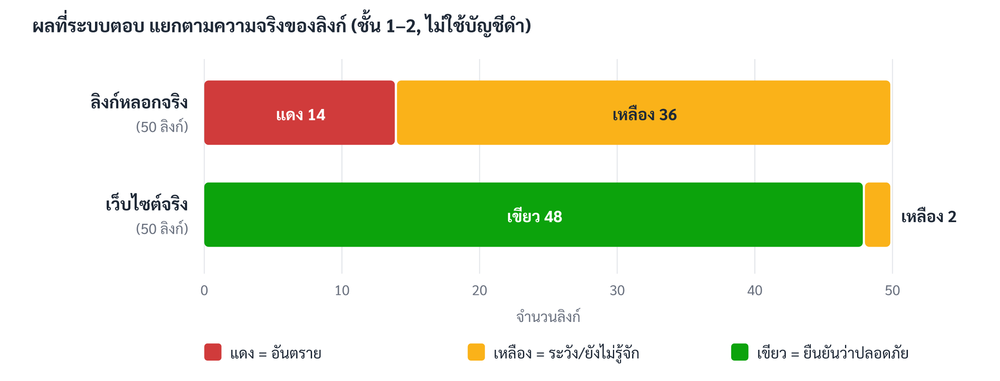 ผลที่ระบบตอบ แยกตามความจริงของลิงก์ (ชั้น 1–2, ไม่ใช้บัญชีดำ)
ลิงก์หลอกจริง
(50 ลิงก์)
แดง 14
เหลือง 36
เว็บไซต์จริง
(50 ลิงก์)
เขียว 48
เหลือง 2
0 10 20 30 40 50
จำนวนลิงก์
แดง = อันตราย เหลือง = ระวัง/ยังไม่รู้จัก เขียว = ยืนยันว่าปลอดภัย